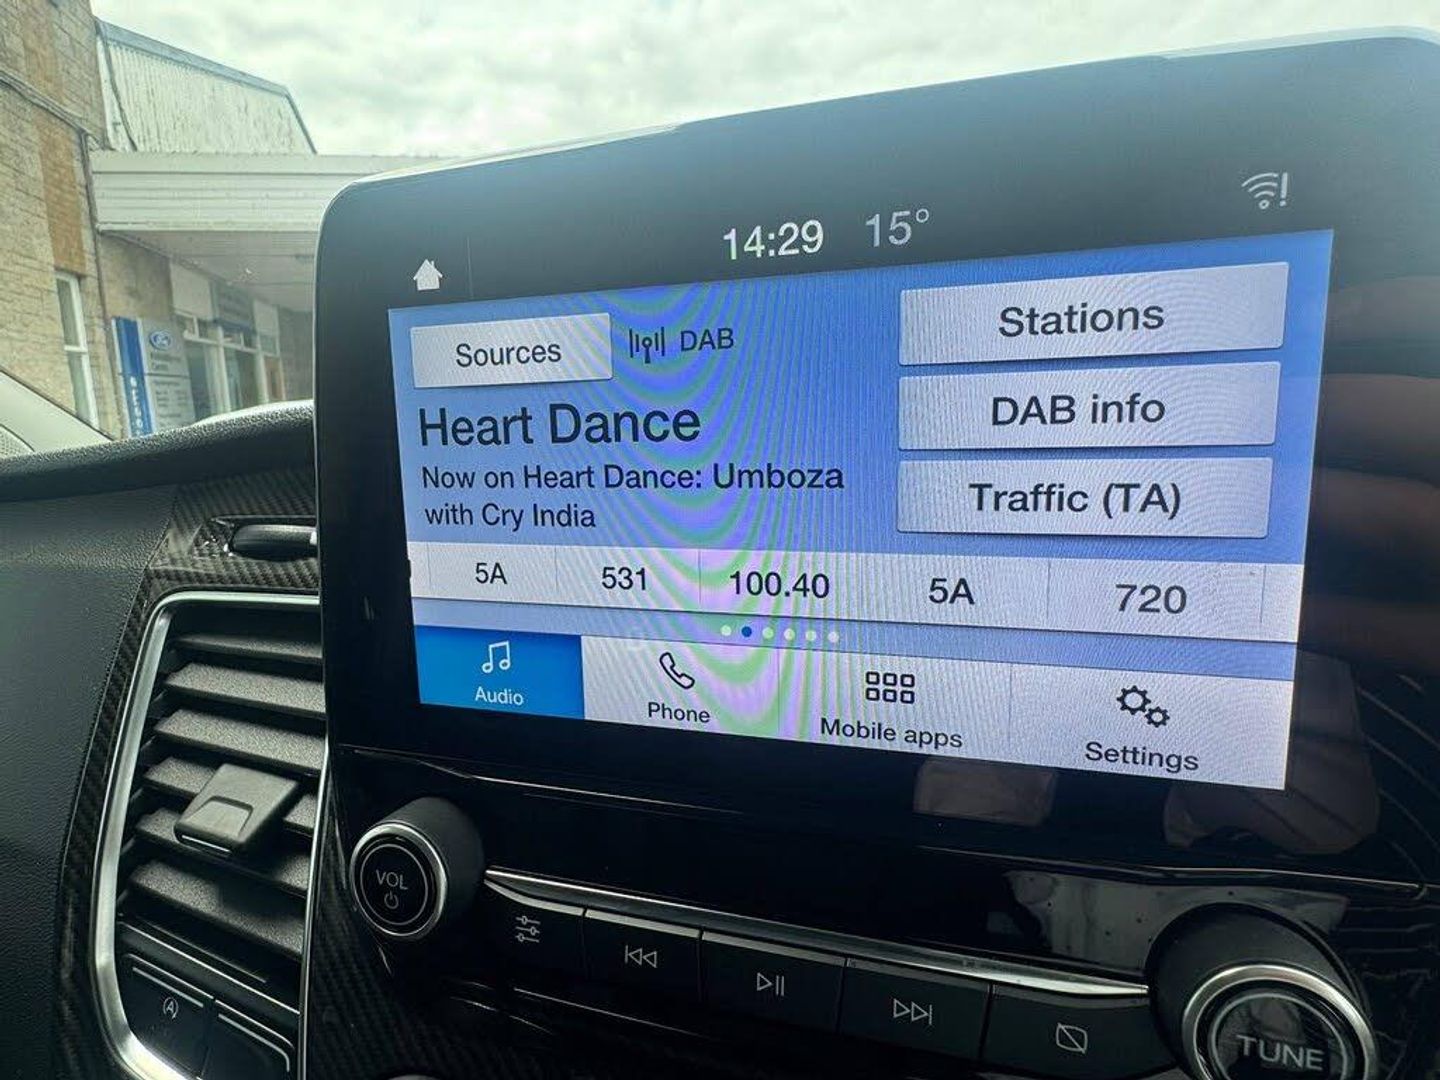 14:29 15°
Sources DAB
Stations
Heart Dance
DAB info
Now on Heart Dance: Umboza
with Cry India
Traffic (TA)
5A 531 100.40 5A 720
Audio Phone Mobile apps Settings
VOL
A
TUNE